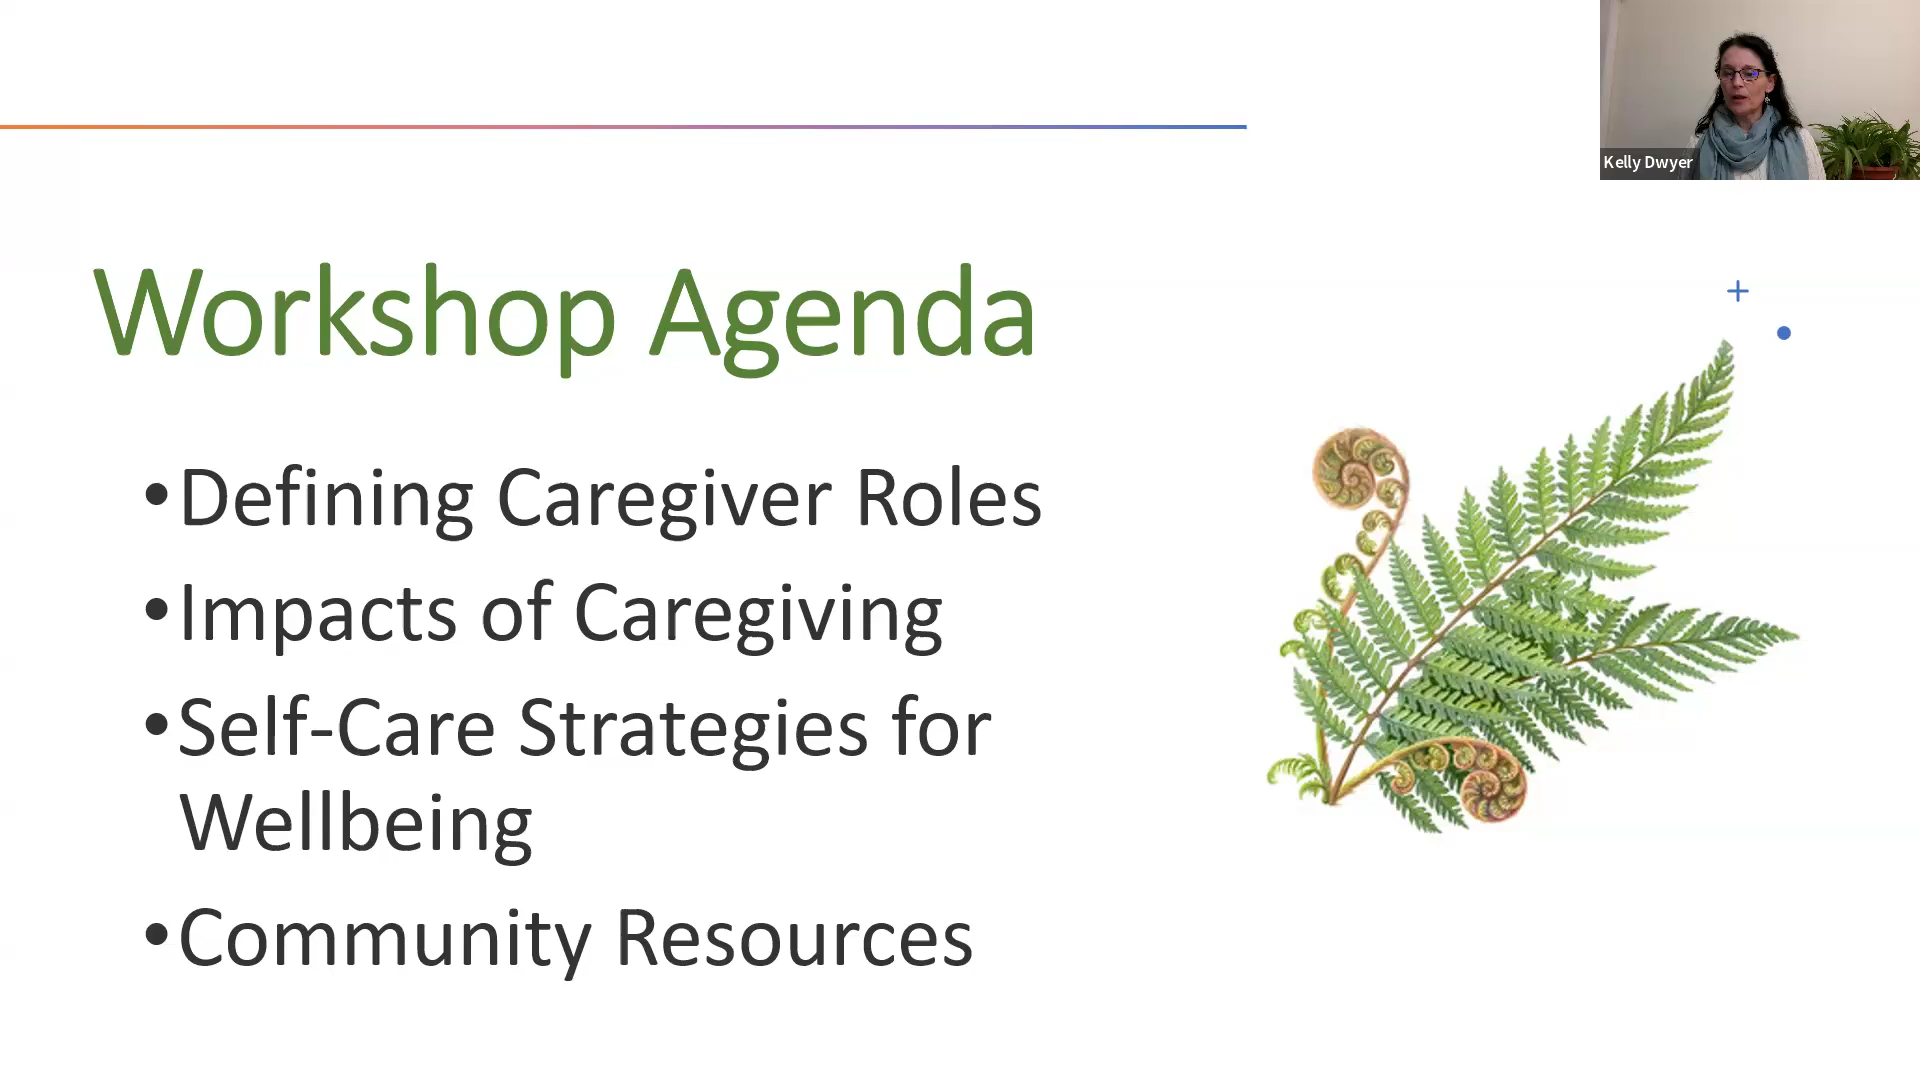 Kelly Dwyer
Workshop Agenda
•Defining Caregiver Roles
•Impacts of Caregiving
•Self-Care Strategies for
Wellbeing
•Community Resources